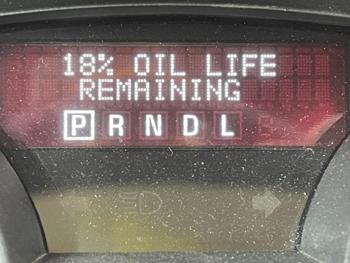 18% OIL LIFE
REMAINING
P R N D L